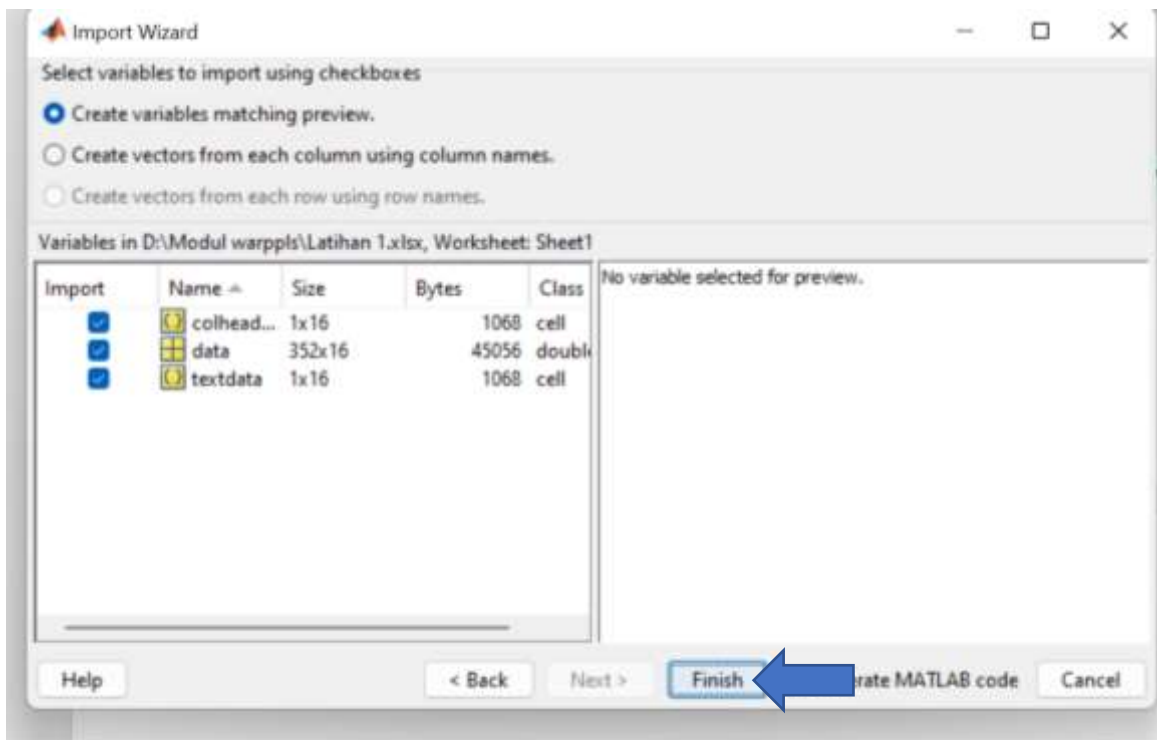 Import Wizard
Select variables to import using checkboxes
Create variables matching preview.
Create vectors from each column using column names.
Create vectors from each row using row names.
Variables in D:\Modul warppls\Latihan 1.xlsx, Worksheet: Sheet1
Import Name Size Bytes Class
colhead... 1x16 1068 cell
data 352x16 45056 double
textdata 1x16 1068 cell
No variable selected for preview.
Help < Back Next > Finish erate MATLAB code Cancel